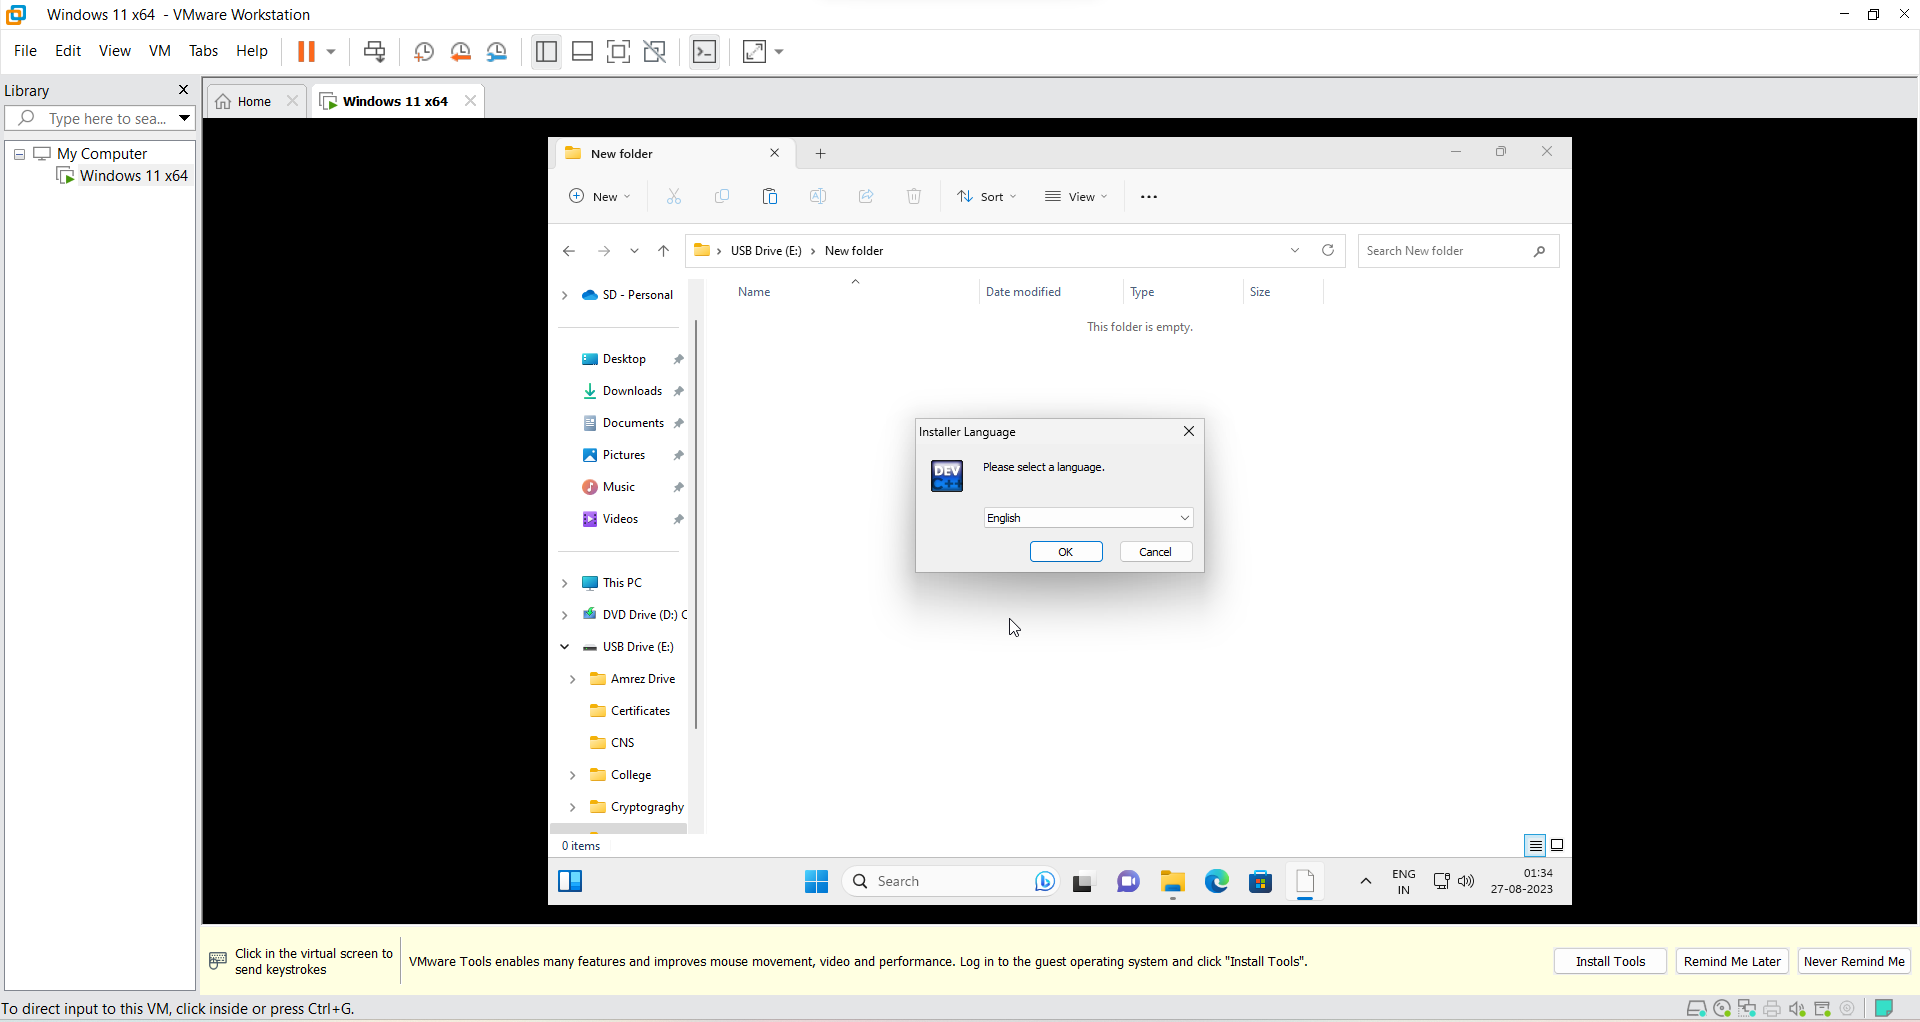 Windows 11 x64 - VMware Workstation
File Edit View VM Tabs Help
Library
Home
Windows 11 x64
Type here to sea...
My Computer
Windows 11 x64
New folder
New
Sort
View
USB Drive (E:) > New folder
Search New folder
SD - Personal
Name
Date modified
Type
Size
This folder is empty.
Desktop
Downloads
Documents
Pictures
Music
Videos
Installer Language
DEV
C++
Please select a language.
English
OK
Cancel
This PC
DVD Drive (D:) C
USB Drive (E:)
Amrez Drive
Certificates
CNS
College
Cryptograghy
0 items
Search
ENG
IN
01:34
27-08-2023
Click in the virtual screen to
send keystrokes
VMware Tools enables many features and improves mouse movement, video and performance. Log in to the guest operating system and click "Install Tools".
Install Tools
Remind Me Later
Never Remind Me
To direct input to this VM, click inside or press Ctrl+G.